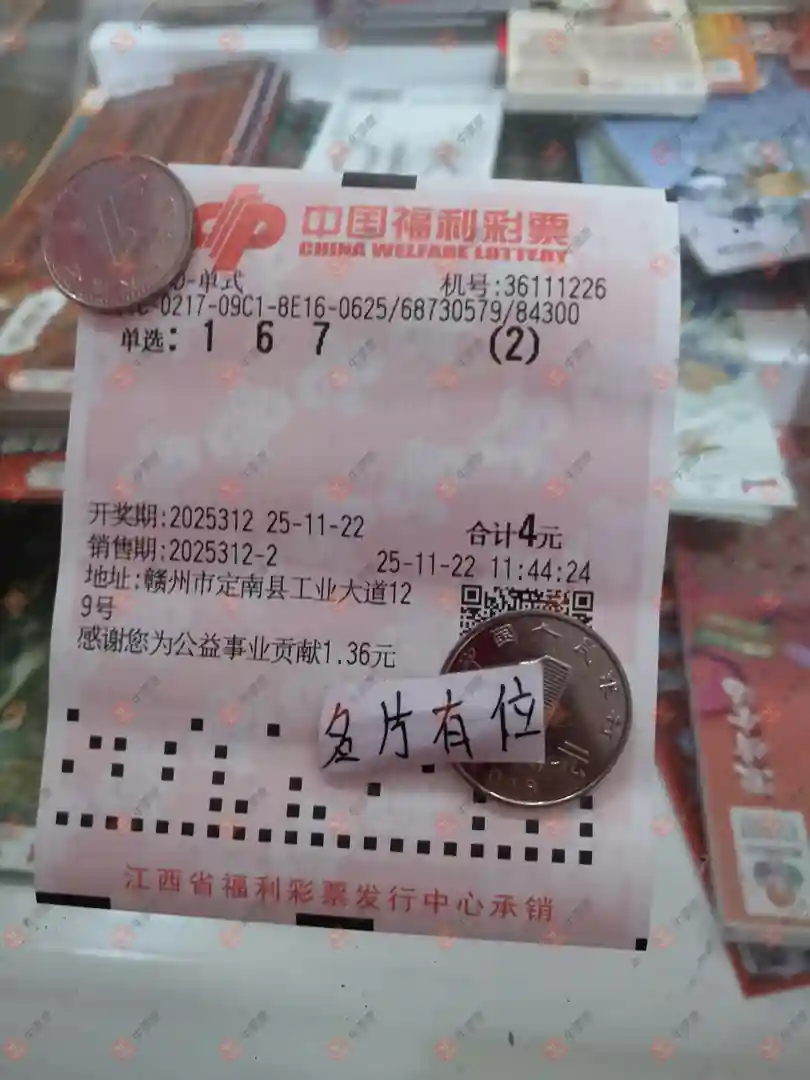 中国福利彩票
CHINA WELFARE LOTTERY
D-单式 机号:36111226
C-0217-09C1-8E16-0625/68730579/84300
单选: 1 6 7 (2)
开奖期:2025312 25-11-22 合计4元
销售期:2025312-2 25-11-22 11:44:24
地址:赣州市定南县工业大道12
9号
感谢您为公益事业贡献1.36元
名片有位
江西省福利彩票发行中心承销